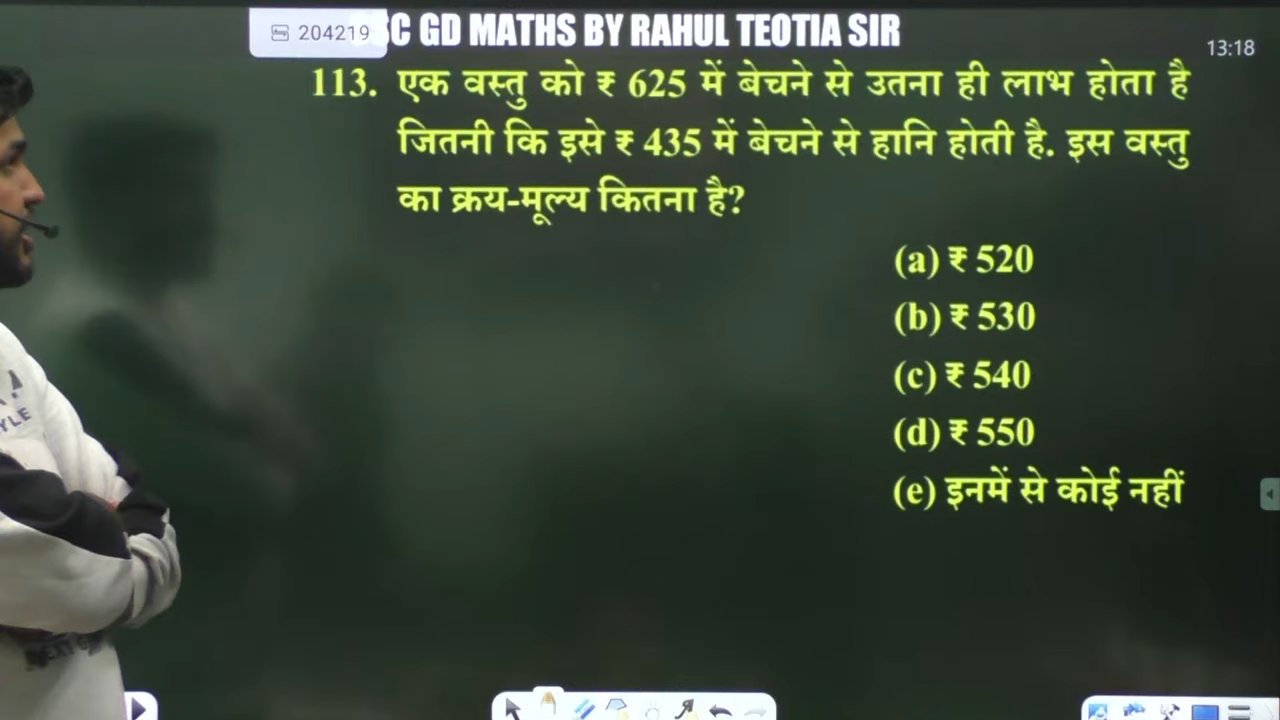 204219
C GD MATHS BY RAHUL TEOTIA SIR
13:18
113. एक वस्तु को ₹ 625 में बेचने से उतना ही लाभ होता है
जितनी कि इसे ₹ 435 में बेचने से हानि होती है. इस वस्तु
का क्रय-मूल्य कितना है?
(a) ₹ 520
(b) ₹ 530
(c) ₹ 540
(d) ₹ 550
(e) इनमें से कोई नहीं
YLE